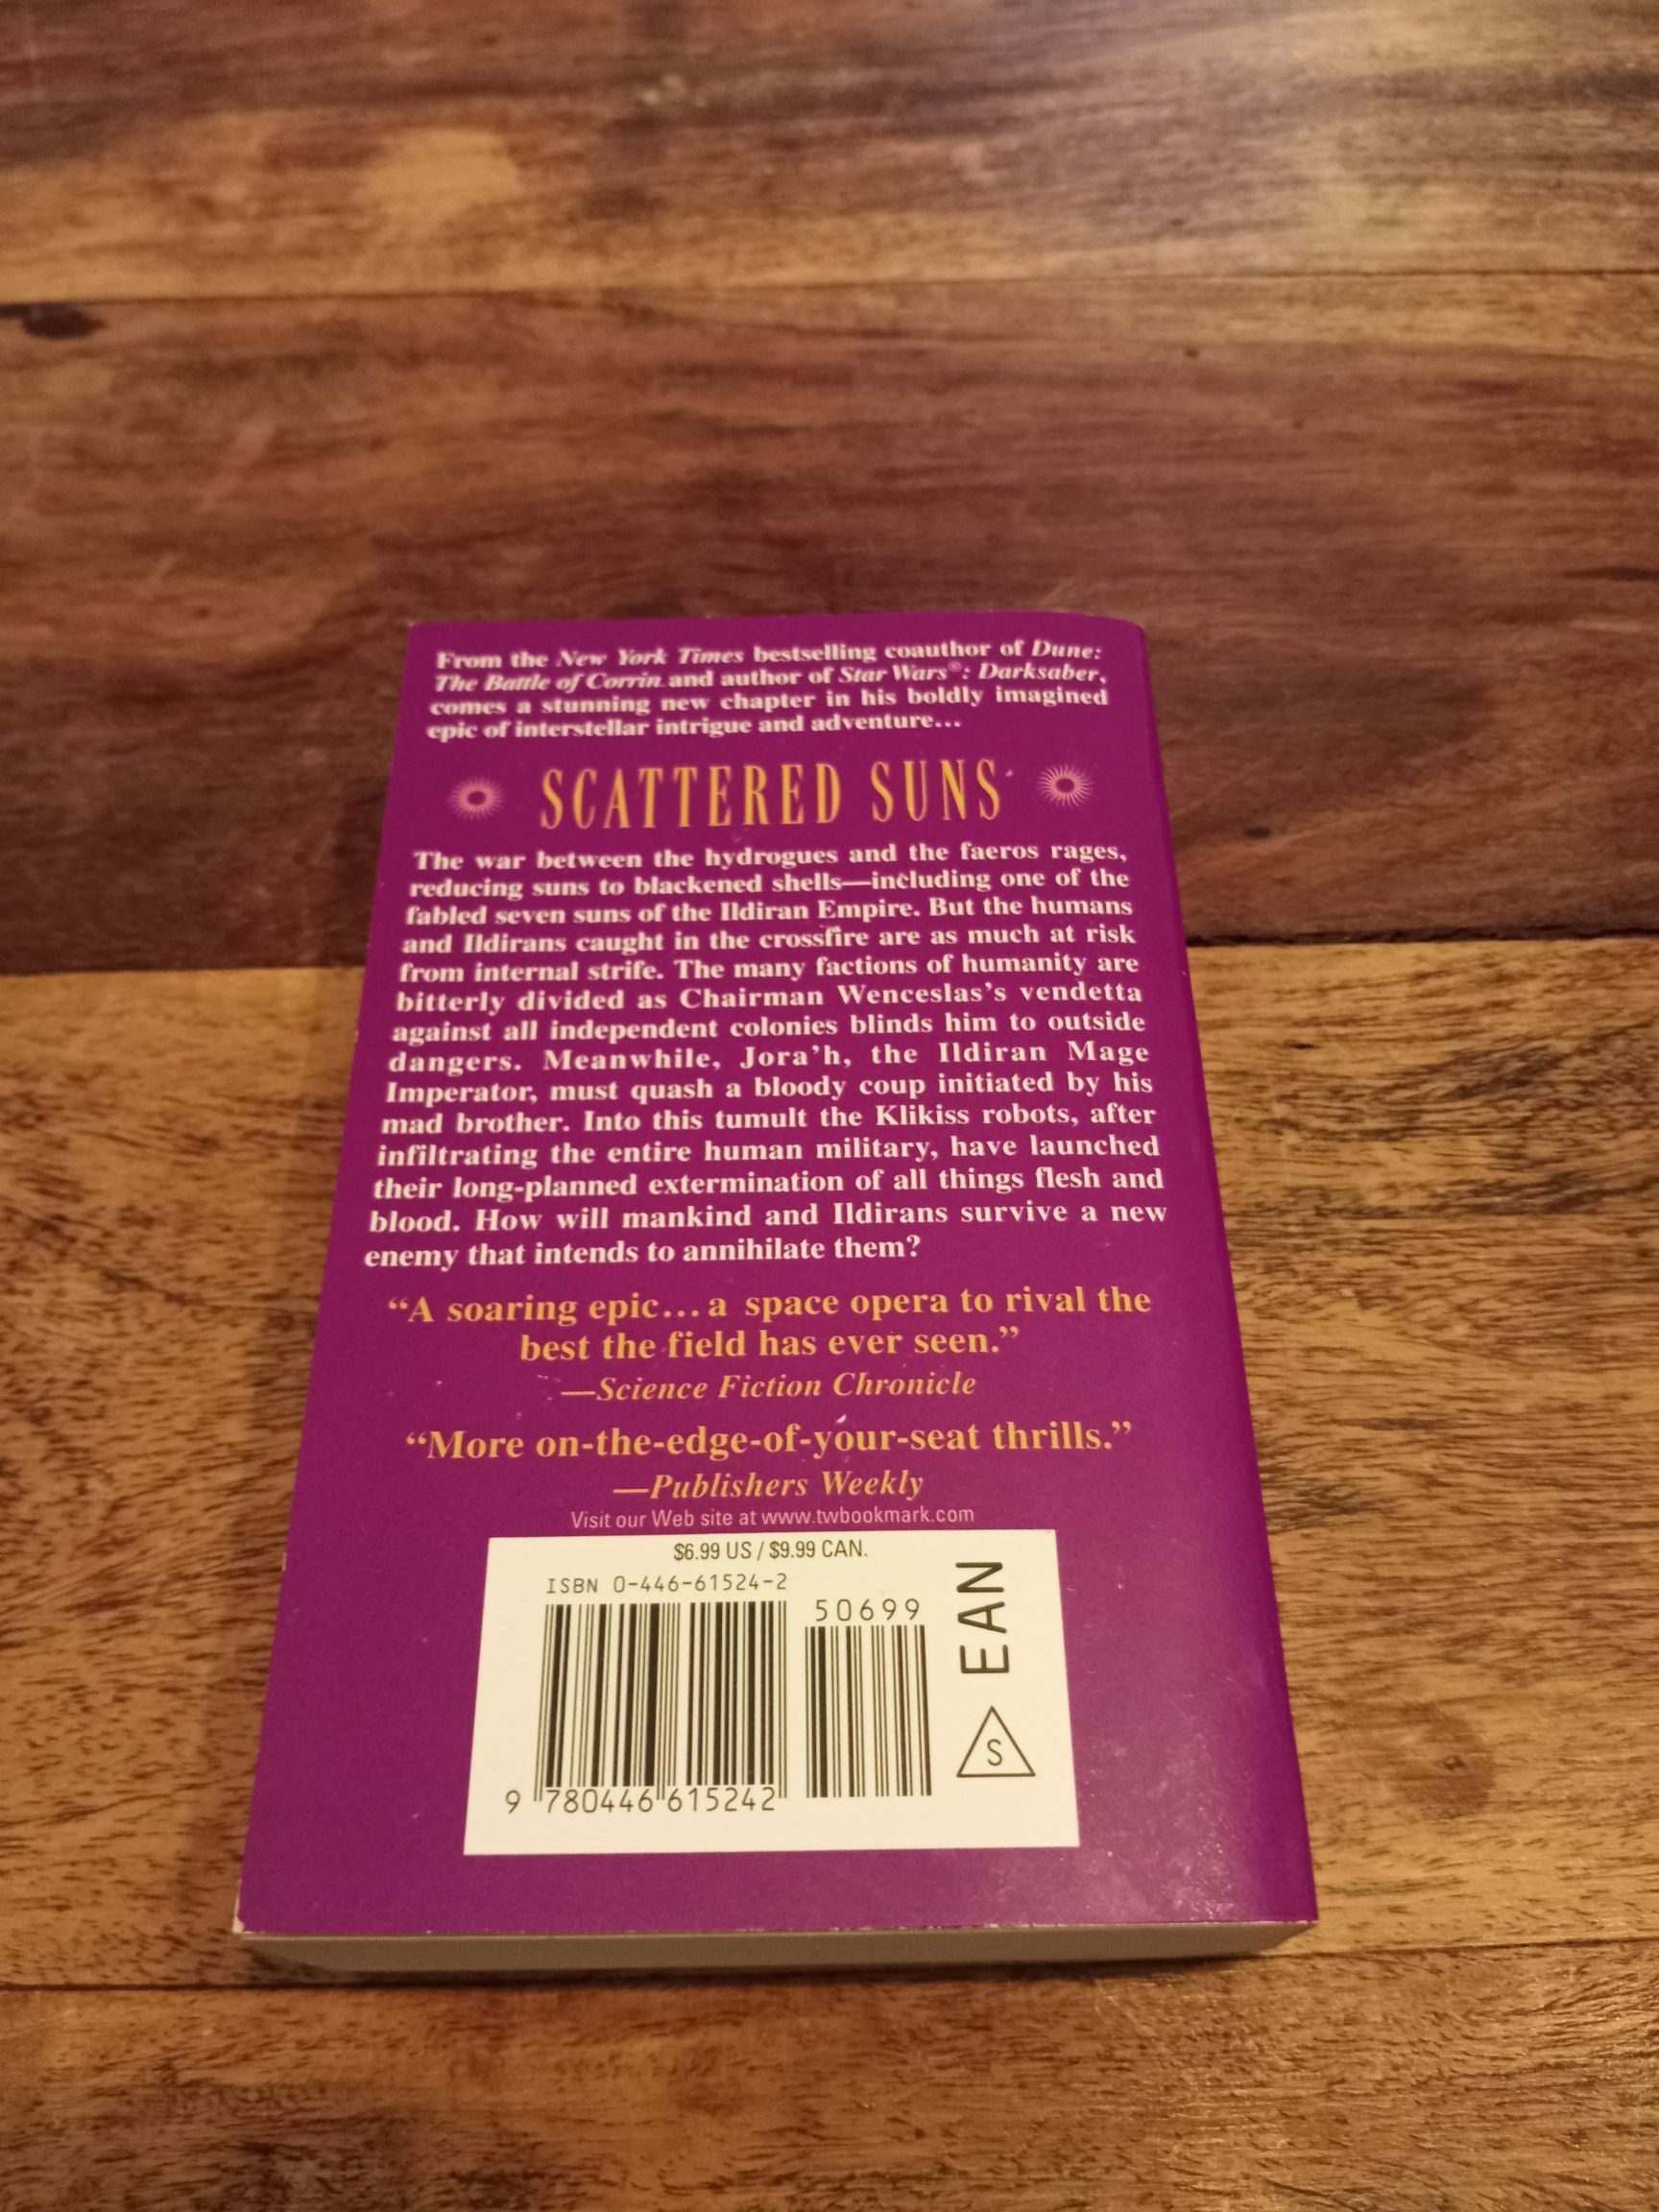 From the New York Times bestselling coauthor of Dune:
The Battle of Corrin and author of Star Wars®: Darksaber,
comes a stunning new chapter in his boldly imagined
epic of interstellar intrigue and adventure...
SCATTERED SUNS
The war between the hydrogues and the faeros rages,
reducing suns to blackened shells—including one of the
fabled seven suns of the Ildiran Empire. But the humans
and Ildirans caught in the crossfire are as much at risk
from internal strife. The many factions of humanity are
bitterly divided as Chairman Wenceslas's vendetta
against all independent colonies blinds him to outside
dangers. Meanwhile, Jora'h, the Ildiran Mage
Imperator, must quash a bloody coup initiated by his
mad brother. Into this tumult the Klikiss robots, after
infiltrating the entire human military, have launched
their long-planned extermination of all things flesh and
blood. How will mankind and Ildirans survive a new
enemy that intends to annihilate them?
“A soaring epic...a space opera to rival the
best the field has ever seen.”
—Science Fiction Chronicle
“More on-the-edge-of-your-seat thrills.”
—Publishers Weekly
Visit our Web site at www.twbookmark.com
$6.99 US / $9.99 CAN.
ISBN 0-446-61524-2
50699
EAN
S
9 780446 615242